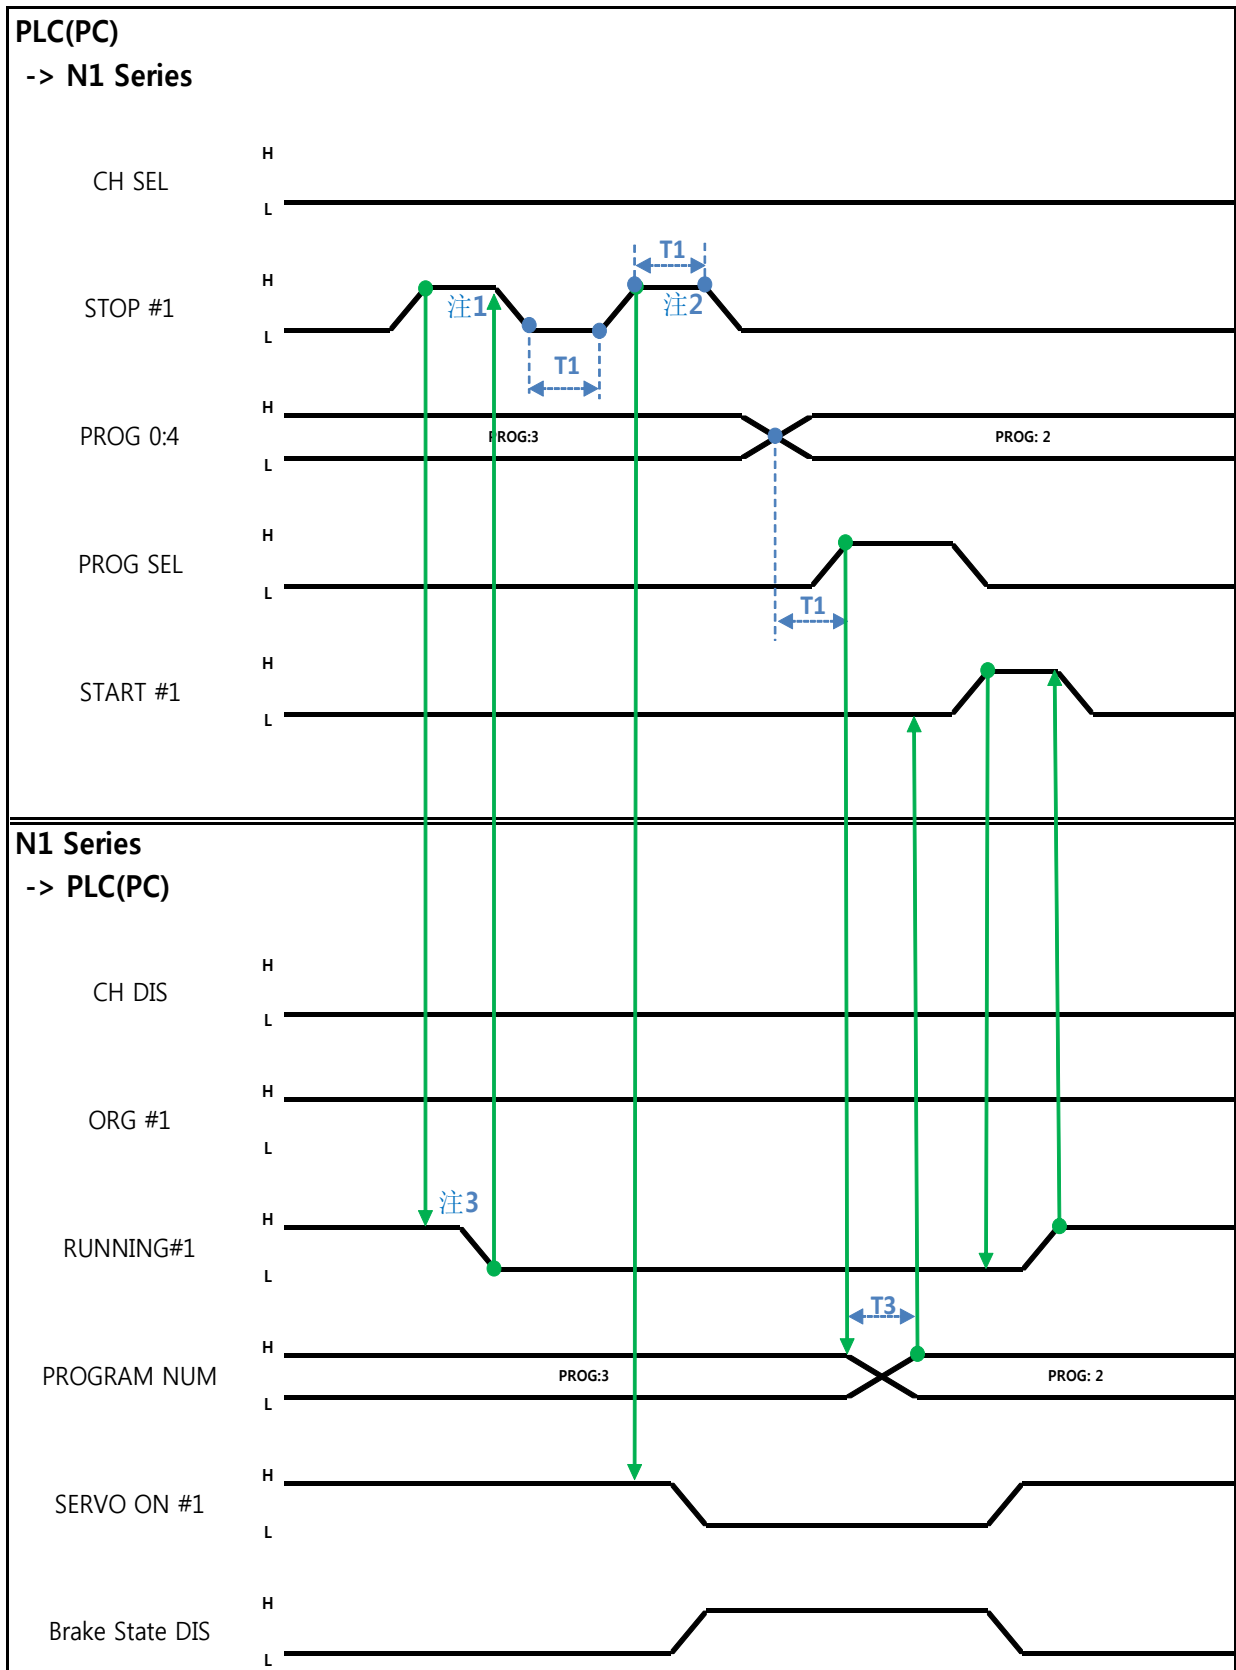 PLC(PC)
-> N1 Series
H
CH SEL
L
T1
H
STOP #1
注1
注2
L
T1
H
PROG 0:4
PROG:3
PROG: 2
L
H
PROG SEL
L
T1
H
START #1
L
N1 Series
-> PLC(PC)
H
CH DIS
L
H
ORG #1
L
注3
H
RUNNING#1
L
T3
H
PROGRAM NUM
PROG:3
PROG: 2
L
H
SERVO ON #1
L
H
Brake State DIS
L